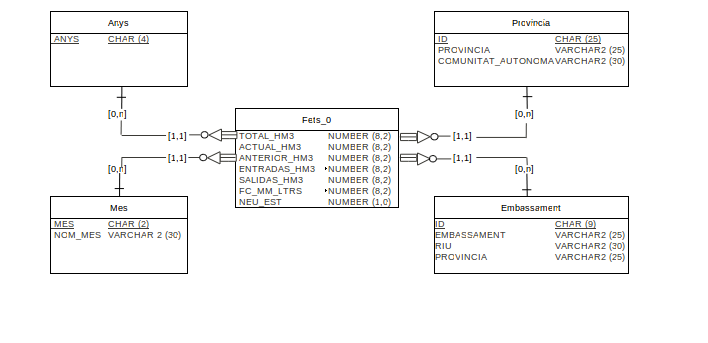 Anys
ANYS CHAR (4)
Provincia
ID CHAR (25)
PROVINCIA VARCHAR2 (25)
COMUNITAT_AUTONOMA VARCHAR2 (30)
[0,n]
[0,n]
[1,1]
[1,1]
Fets_0
TOTAL_HM3 NUMBER (8,2)
ACTUAL_HM3 NUMBER (8,2)
ANTERIOR_HM3 NUMBER (8,2)
ENTRADAS_HM3 NUMBER (8,2)
SALIDAS_HM3 NUMBER (8,2)
FC_MM_LTRS NUMBER (8,2)
NEU_EST NUMBER (1,0)
[1,1]
[1,1]
[0,n]
[0,n]
Mes
MES CHAR (2)
NOM_MES VARCHAR 2 (30)
Embassament
ID CHAR (9)
EMBASSAMENT VARCHAR2 (25)
RIU VARCHAR2 (30)
PROVINCIA VARCHAR2 (25)